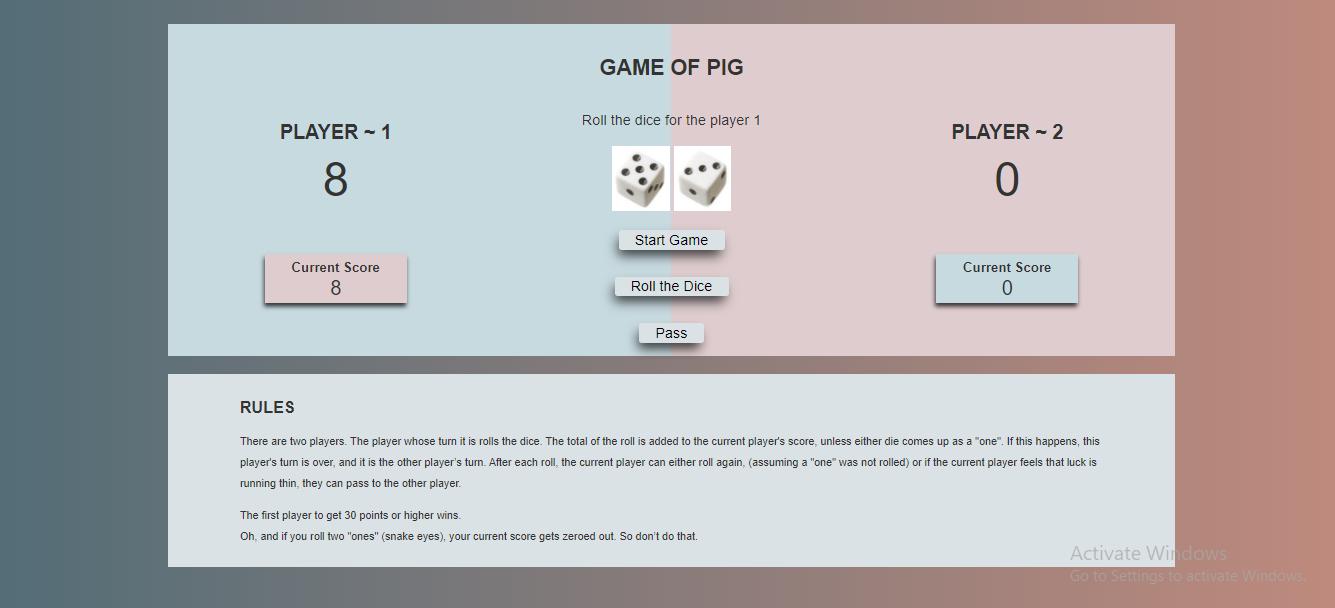 GAME OF PIG
PLAYER ~ 1
8
Current Score
8
Roll the dice for the player 1
Start Game
Roll the Dice
Pass
PLAYER ~ 2
0
Current Score
0
RULES
There are two players. The player whose turn it is rolls the dice. The total of the roll is added to the current player's score, unless either die comes up as a "one". If this happens, this
player's turn is over, and it is the other player's turn. After each roll, the current player can either roll again, (assuming a "one" was not rolled) or if the current player feels that luck is
running thin, they can pass to the other player.
The first player to get 30 points or higher wins.
Oh, and if you roll two "ones" (snake eyes), your current score gets zeroed out. So don't do that.
Activate Windows
Go to Settings to activate Windows.